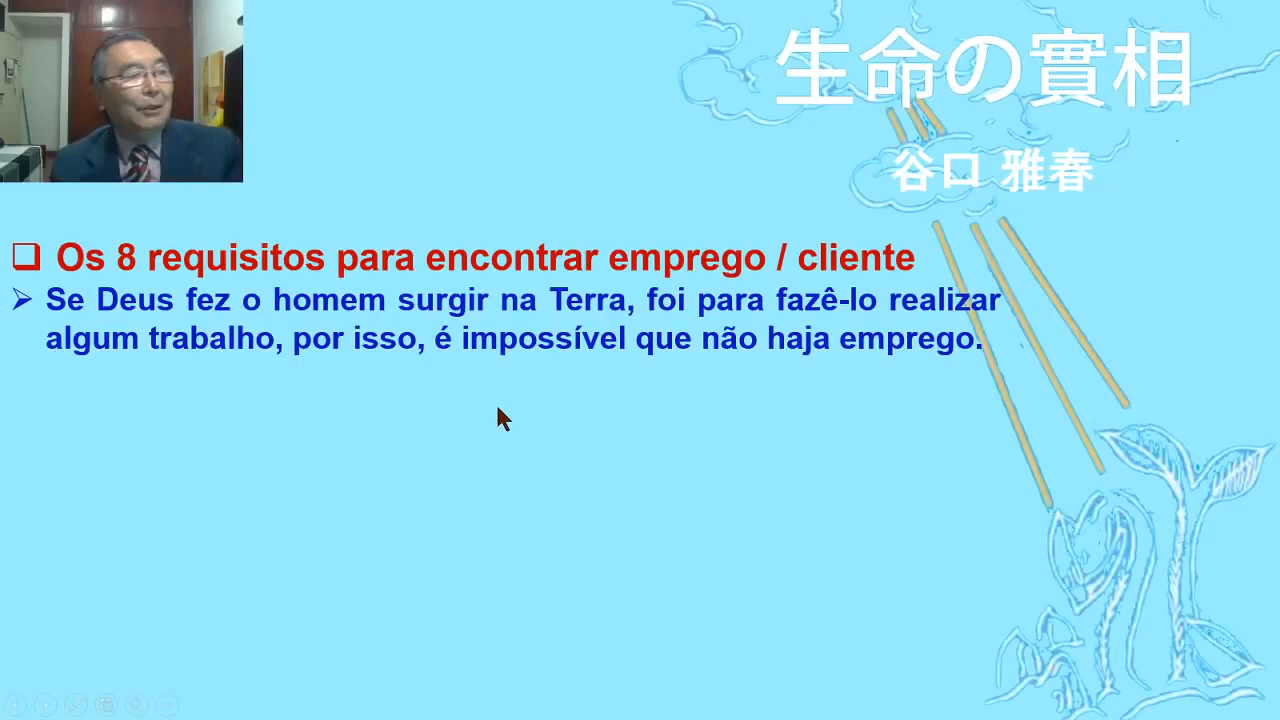 生命の實相
谷口 雅春
Os 8 requisitos para encontrar emprego / cliente
Se Deus fez o homem surgir na Terra, foi para fazê-lo realizar
algum trabalho, por isso, é impossível que não haja emprego.